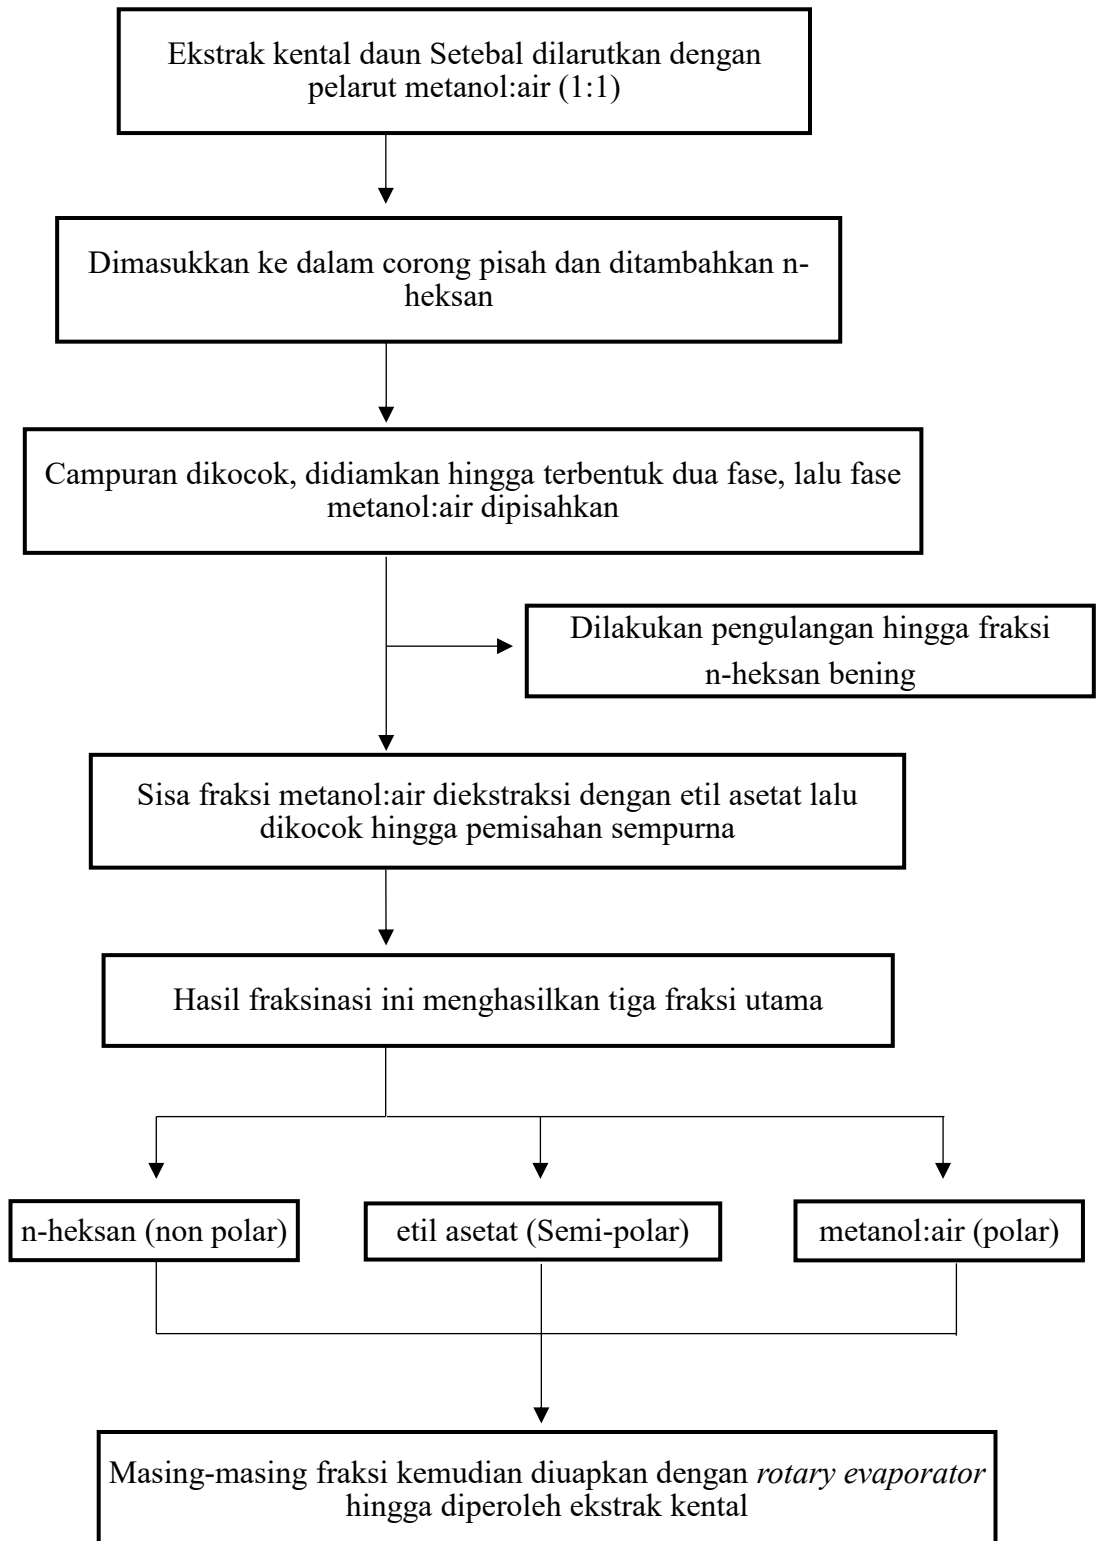 Ekstrak kental daun Setebal dilarutkan dengan
pelarut metanol:air (1:1)
Dimasukkan ke dalam corong pisah dan ditambahkan n-
heksan
Campuran dikocok, didiamkan hingga terbentuk dua fase, lalu fase
metanol:air dipisahkan
Dilakukan pengulangan hingga fraksi
n-heksan bening
Sisa fraksi metanol:air diekstraksi dengan etil asetat lalu
dikocok hingga pemisahan sempurna
Hasil fraksinasi ini menghasilkan tiga fraksi utama
n-heksan (non polar)
etil asetat (Semi-polar)
metanol:air (polar)
Masing-masing fraksi kemudian diuapkan dengan rotary evaporator
hingga diperoleh ekstrak kental